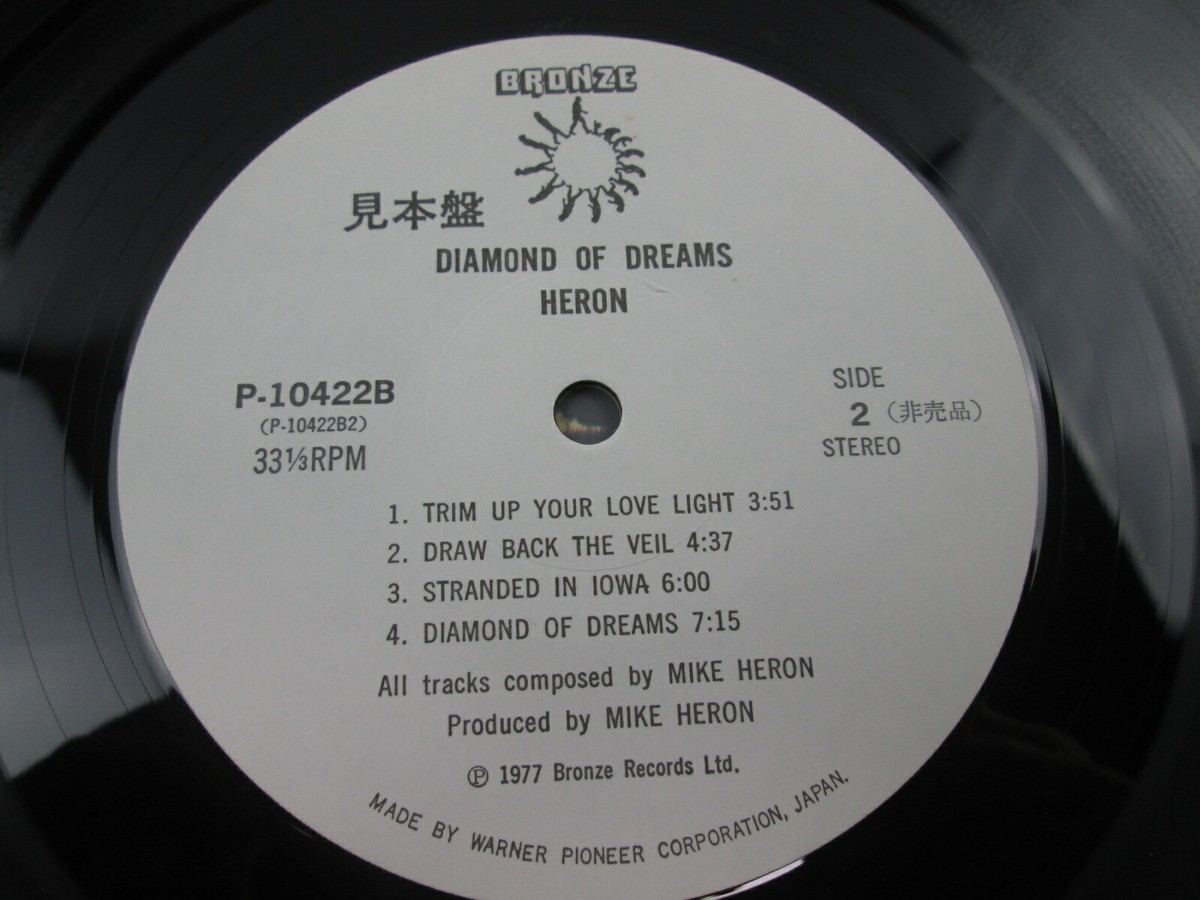 BRONZE
見本盤
DIAMOND OF DREAMS
HERON
P-10422B
(P-10422B2)
33⅓RPM
SIDE
2 (非売品)
STEREO
1. TRIM UP YOUR LOVE LIGHT 3:51
2. DRAW BACK THE VEIL 4:37
3. STRANDED IN IOWA 6:00
4. DIAMOND OF DREAMS 7:15
All tracks composed by MIKE HERON
Produced by MIKE HERON
Ⓟ 1977 Bronze Records Ltd.
MADE BY WARNER PIONEER CORPORATION, JAPAN.